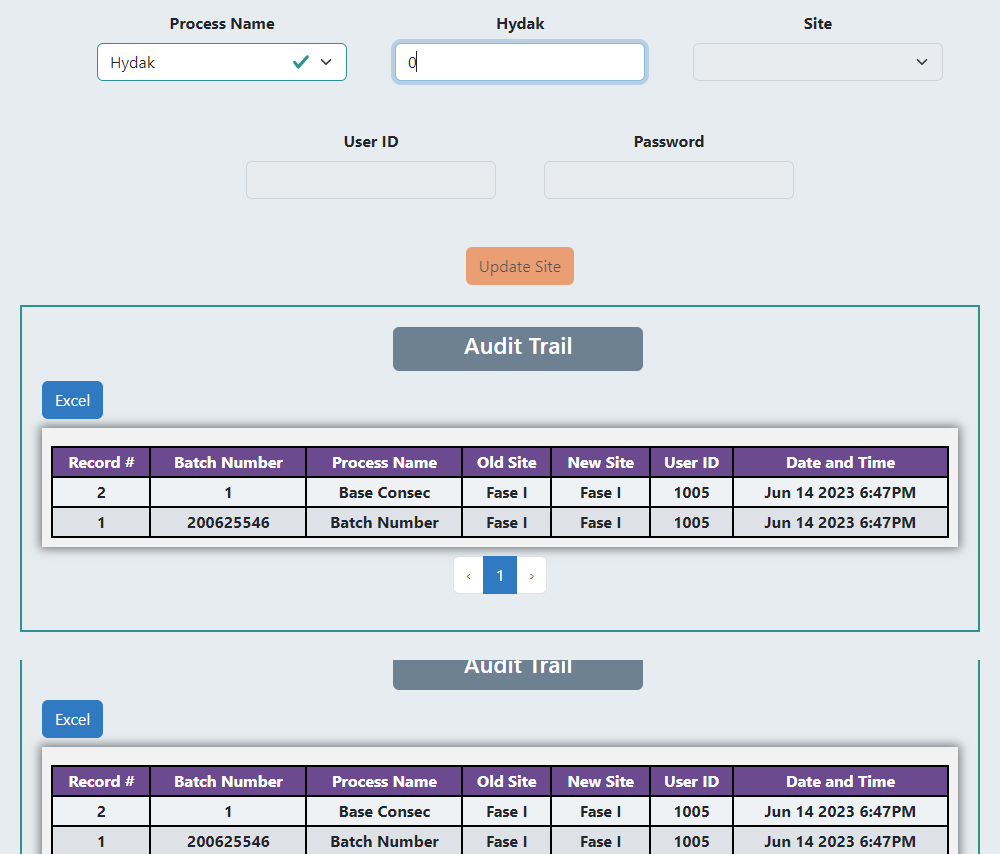 Process Name Hydak Site
Hydak 0
User ID Password
Update Site
Audit Trail
Excel
Record # Batch Number Process Name Old Site New Site User ID Date and Time
2 1 Base Consec Fase I Fase I 1005 Jun 14 2023 6:47PM
1 200625546 Batch Number Fase I Fase I 1005 Jun 14 2023 6:47PM
‹ 1 ›
Audit Trail
Excel
Record # Batch Number Process Name Old Site New Site User ID Date and Time
2 1 Base Consec Fase I Fase I 1005 Jun 14 2023 6:47PM
1 200625546 Batch Number Fase I Fase I 1005 Jun 14 2023 6:47PM